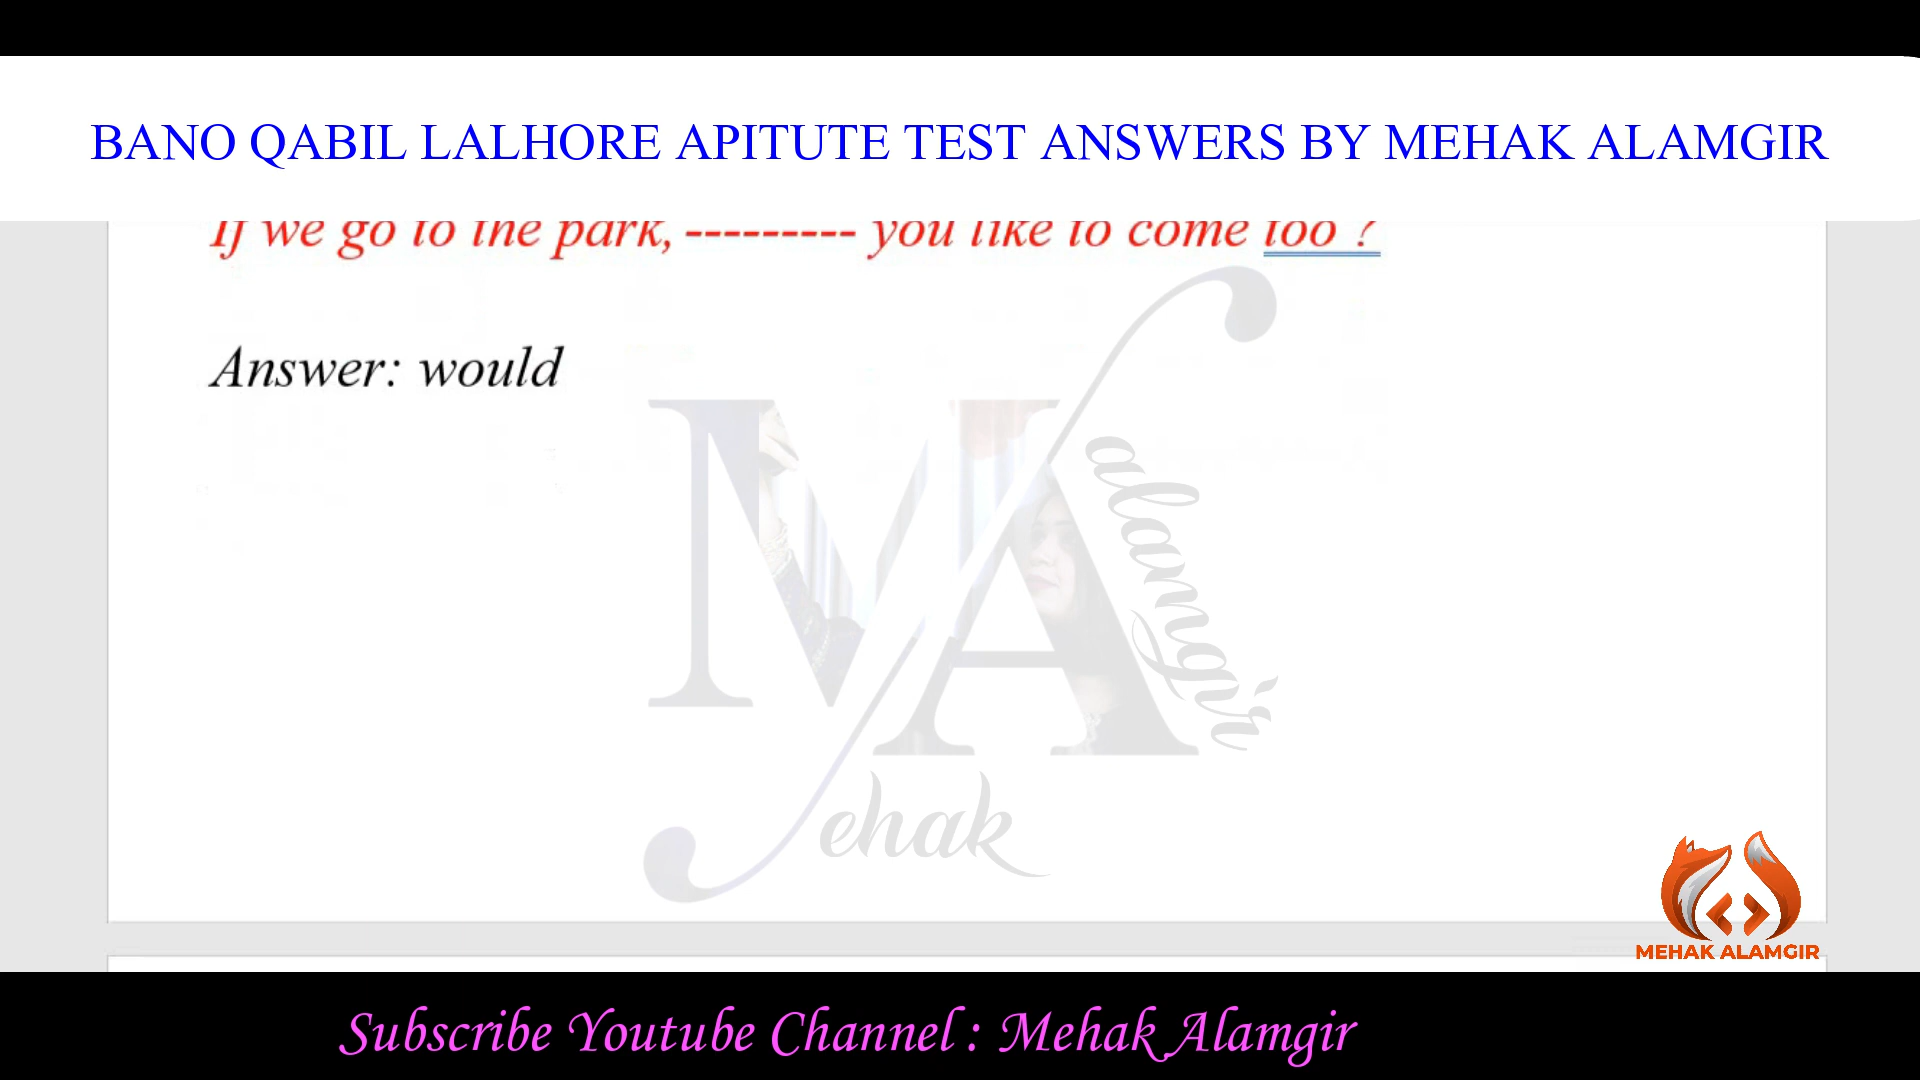 BANO QABIL LALHORE APITUTE TEST ANSWERS BY MEHAK ALAMGIR
If we go to the park, --------- you like to come too ?
Answer: would
alamgir
MA
ehak
MEHAK ALAMGIR
Subscribe Youtube Channel : Mehak Alamgir